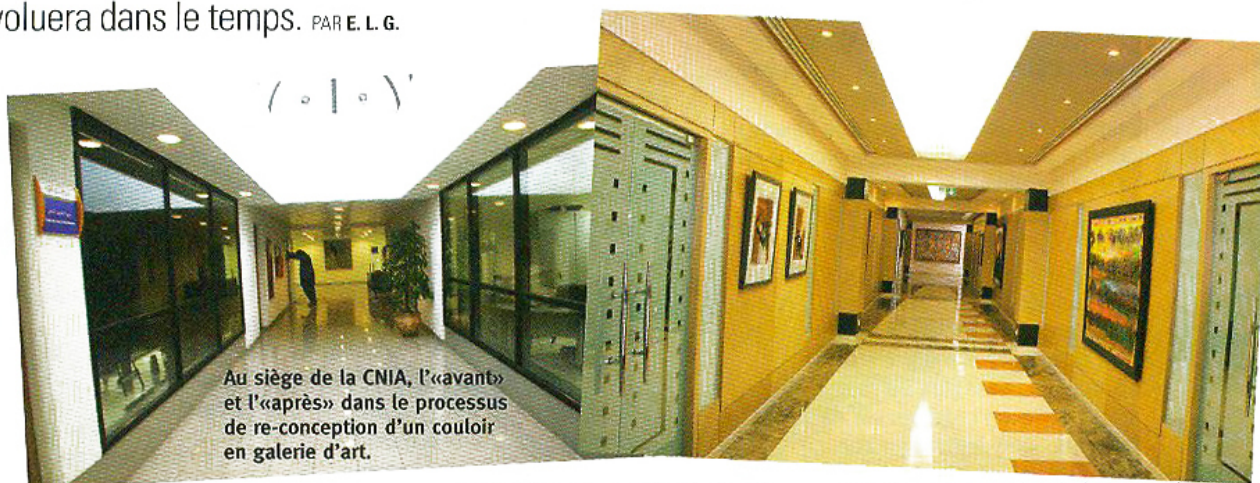 voluera dans le temps. PAR E. L. G.
Au siège de la CNIA, l'«avant»
et l'«après» dans le processus
de re-conception d'un couloir
en galerie d'art.